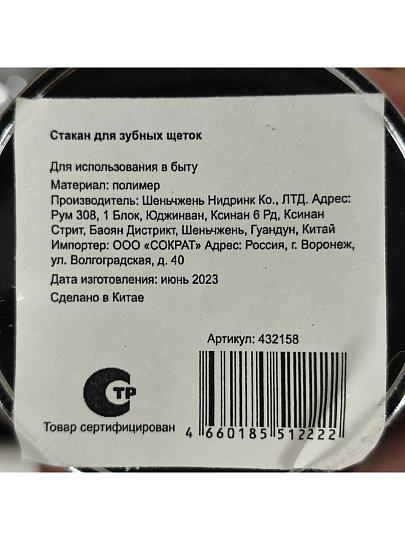 Стакан для зубных щеток
Для использования в быту
Материал: полимер
Производитель: Шеньчжень Нидринк Ко., ЛТД. Адрес:
Рум 308, 1 Блок, Юджинван, Ксинан 6 Рд, Ксинан
Стрит, Баоян Дистрикт, Шеньчжень, Гуандун, Китай
Импортер: ООО «СОКРАТ» Адрес: Россия, г. Воронеж,
ул. Волгоградская, д. 40
Дата изготовления: июнь 2023
Сделано в Китае
Артикул: 432158
СТР
Товар сертифицирован
4 660185 512222